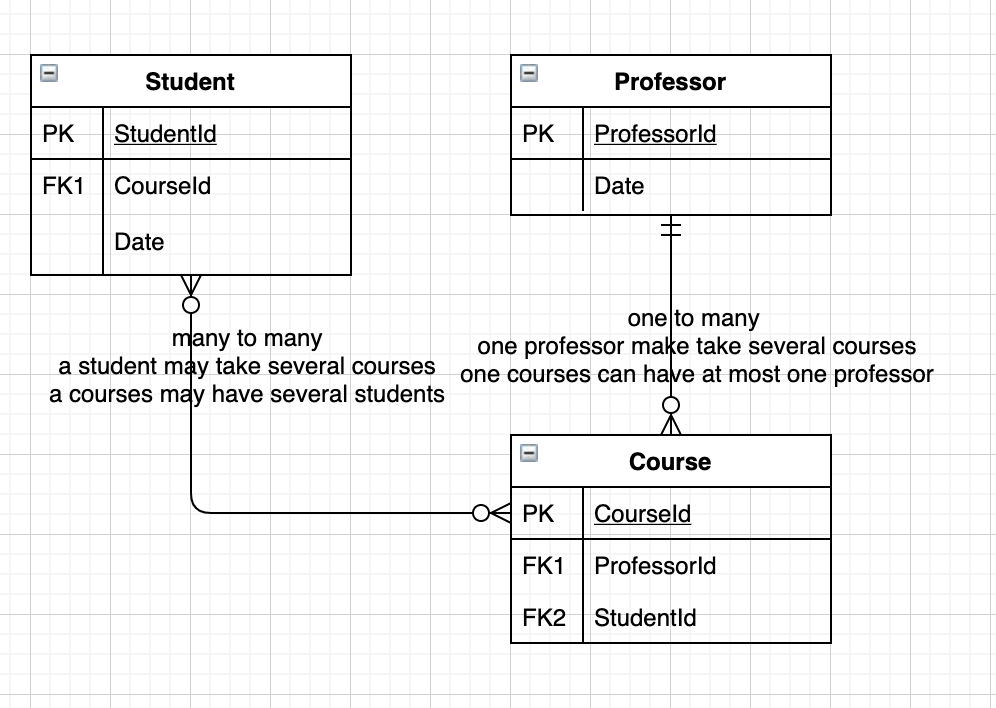 Student
PK StudentId
FK1 CourseId
Date
Professor
PK ProfessorId
Date
many to many
a student may take several courses
a courses may have several students
one to many
one professor make take several courses
one courses can have at most one professor
Course
PK CourseId
FK1 ProfessorId
FK2 StudentId